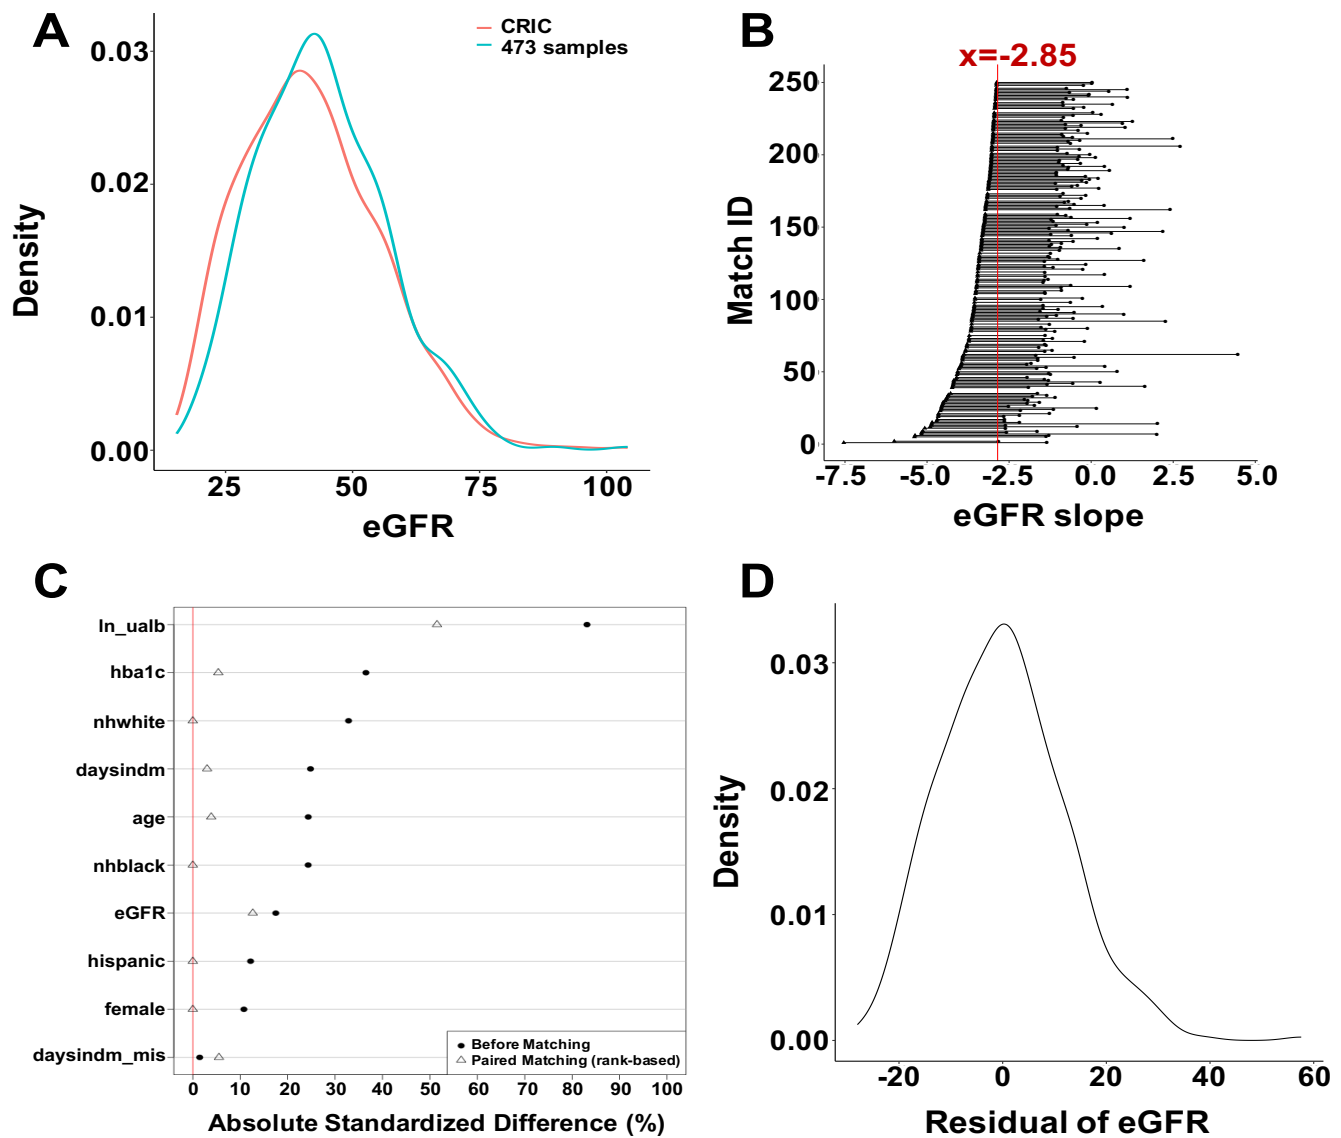 A
CRIC
473 samples
0.03
0.02
0.01
0.00
Density
25
50
75
100
eGFR
B
x=-2.85
250
200
150
100
50
0
Match ID
-7.5
-5.0
-2.5
0.0
2.5
5.0
eGFR slope
C
ln_ualb
hba1c
nhwhite
daysindm
age
nhblack
eGFR
hispanic
female
daysindm_mis
Before Matching
Paired Matching (rank-based)
0
10
20
30
40
50
60
70
80
90
100
Absolute Standardized Difference (%)
D
0.03
0.02
0.01
0.00
Density
-20
0
20
40
60
Residual of eGFR